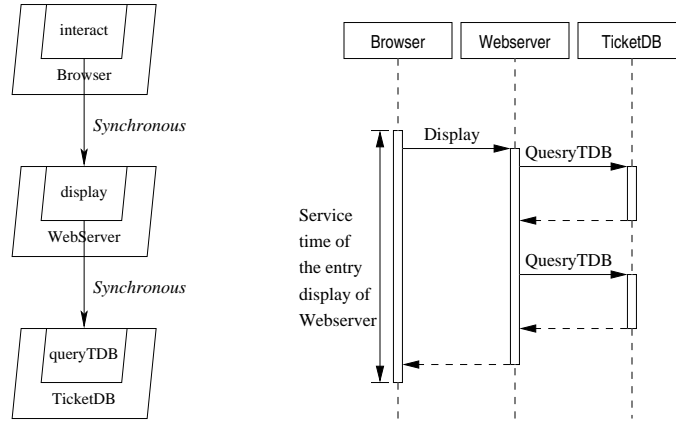 interact
Browser
Synchronous
display
WebServer
Synchronous
queryTDB
TicketDB
Browser
Webserver
TicketDB
Display
QuesryTDB
Service
time of
the entry
display of
Webserver
QuesryTDB